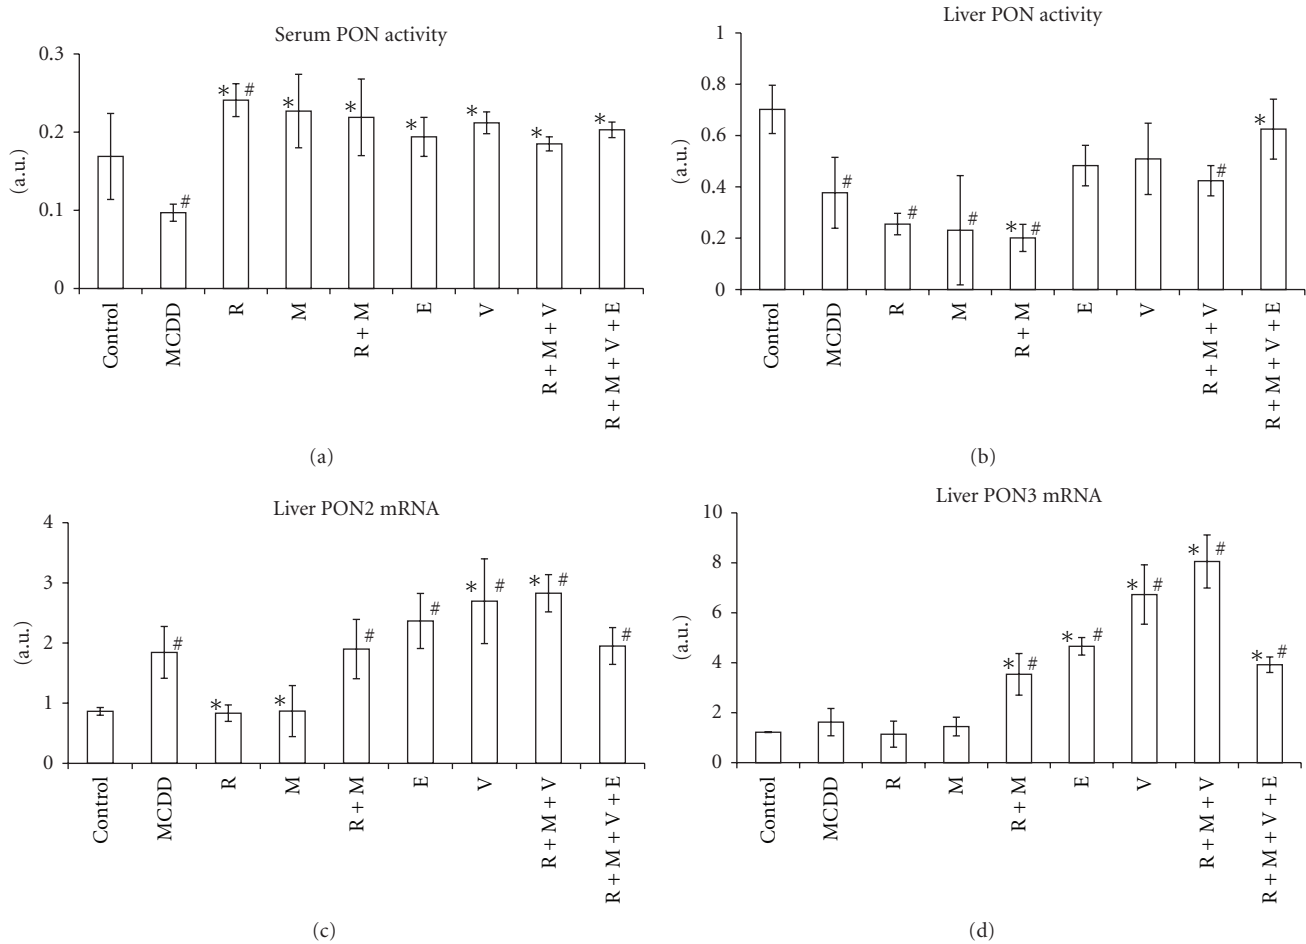 Serum PON activity
(a.u.)
0.3
0.2
0.1
0
* #
*
*
*
*
*
*
#
Control
MCDD
R
M
R + M
E
V
R + M + V
R + M + V + E
(a)
Liver PON activity
(a.u.)
1
0.8
0.6
0.4
0.2
0
#
#
#
* #
#
*
Control
MCDD
R
M
R + M
E
V
R + M + V
R + M + V + E
(b)
Liver PON2 mRNA
(a.u.)
4
3
2
1
0
#
*
*
#
#
* #
* #
#
Control
MCDD
R
M
R + M
E
V
R + M + V
R + M + V + E
(c)
Liver PON3 mRNA
(a.u.)
10
8
6
4
2
0
* #
* #
* #
* #
* #
Control
MCDD
R
M
R + M
E
V
R + M + V
R + M + V + E
(d)